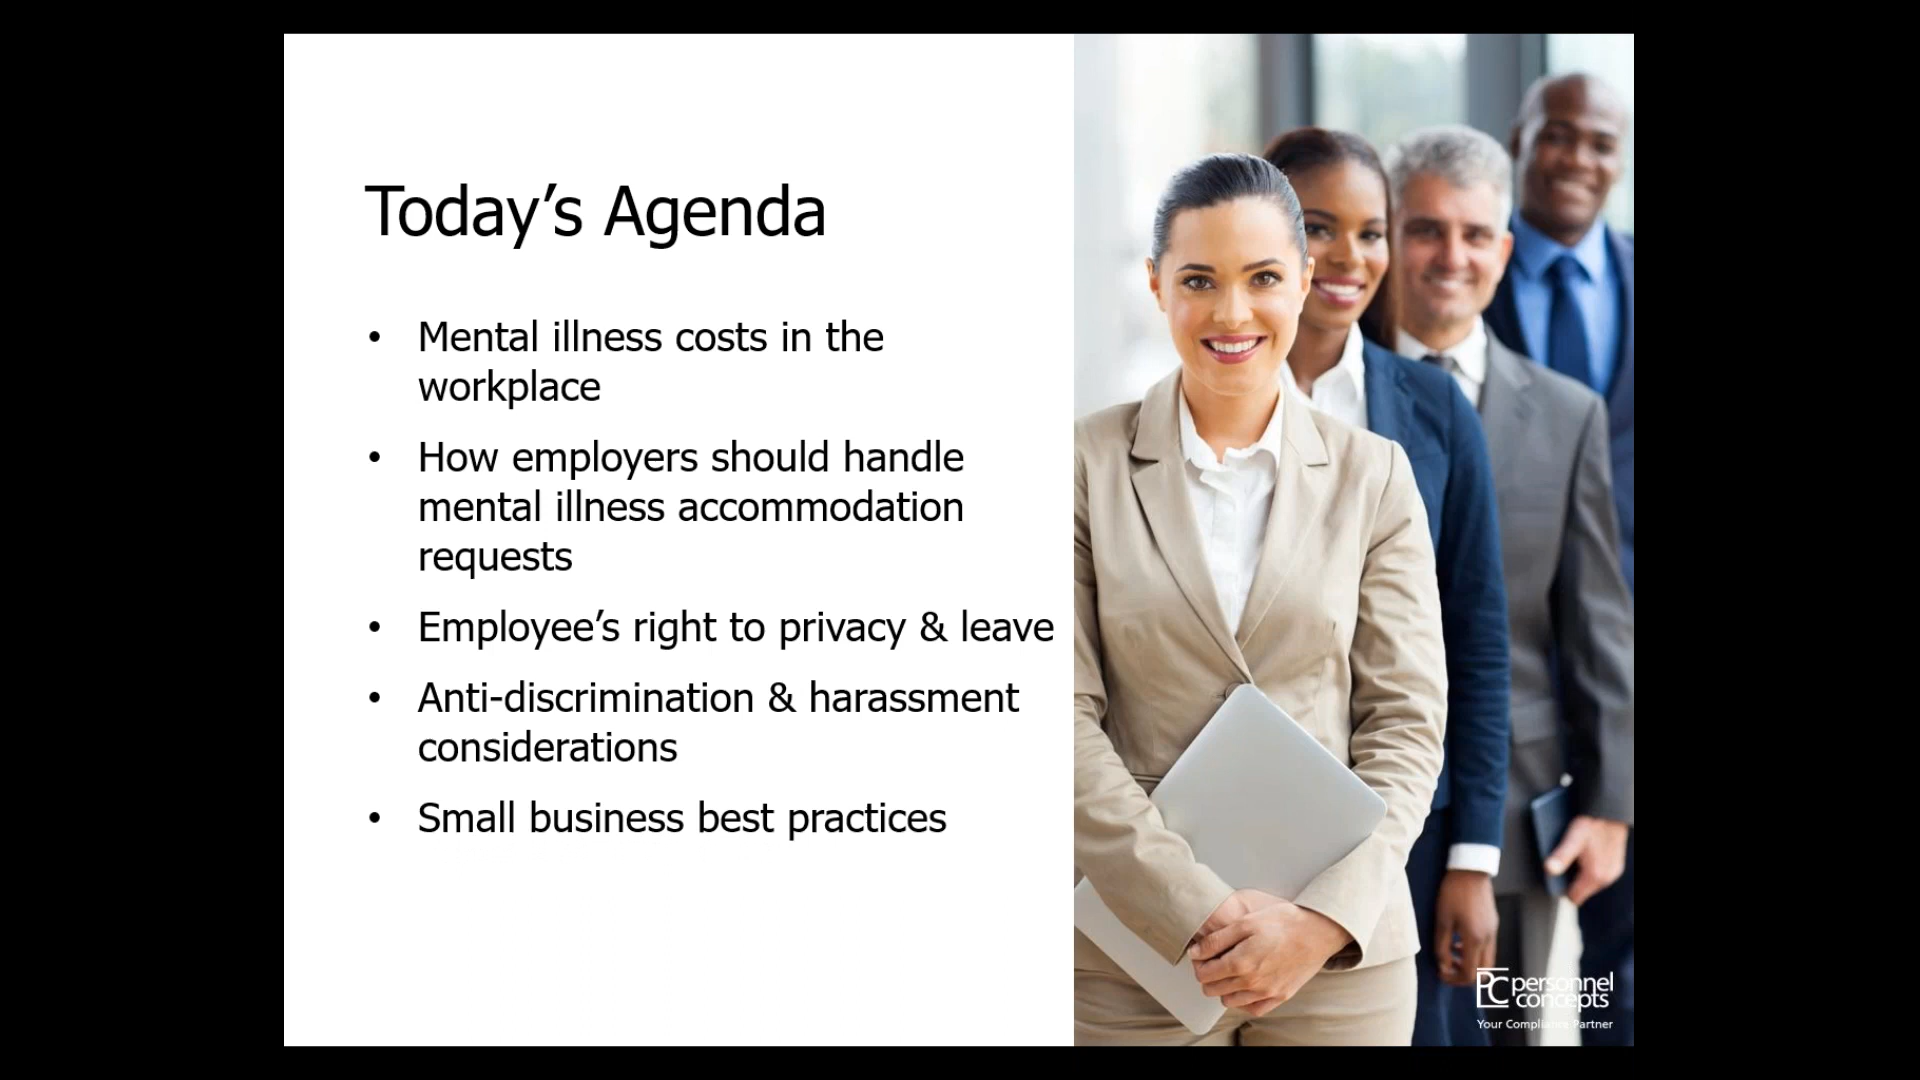 Today’s Agenda
• Mental illness costs in the
workplace
• How employers should handle
mental illness accommodation
requests
• Employee’s right to privacy & leave
• Anti-discrimination & harassment
considerations
• Small business best practices
PC personnel
concepts
Your Compliance Partner